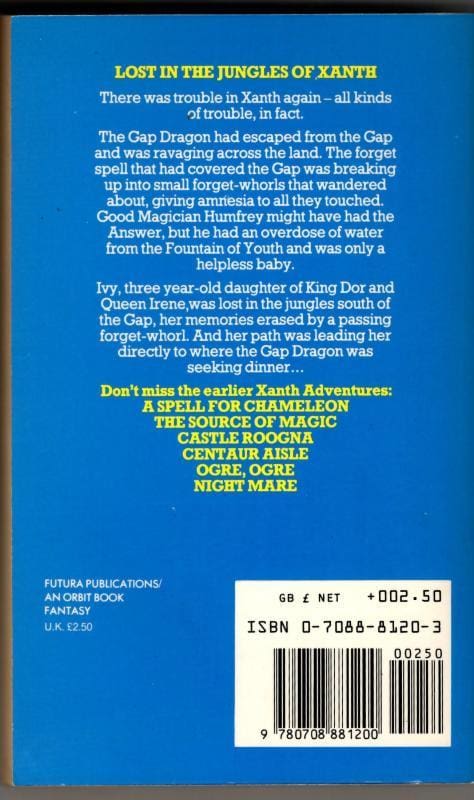 LOST IN THE JUNGLES OF XANTH
There was trouble in Xanth again – all kinds
of trouble, in fact.
The Gap Dragon had escaped from the Gap
and was ravaging across the land. The forget
spell that had covered the Gap was breaking
up into small forget-whorls that wandered
about, giving amnesia to all they touched.
Good Magician Humfrey might have had the
Answer, but he had an overdose of water
from the Fountain of Youth and was only a
helpless baby.
Ivy, three year-old daughter of King Dor and
Queen Irene,was lost in the jungles south of
the Gap, her memories erased by a passing
forget-whorl. And her path was leading her
directly to where the Gap Dragon was
seeking dinner...
Don't miss the earlier Xanth Adventures:
A SPELL FOR CHAMELEON
THE SOURCE OF MAGIC
CASTLE ROOGNA
CENTAUR AISLE
OGRE, OGRE
NIGHT MARE
FUTURA PUBLICATIONS/
AN ORBIT BOOK
FANTASY
U.K. £2.50
GB £ NET +002.50
ISBN 0-7088-8120-3
00250
9 780708 881200